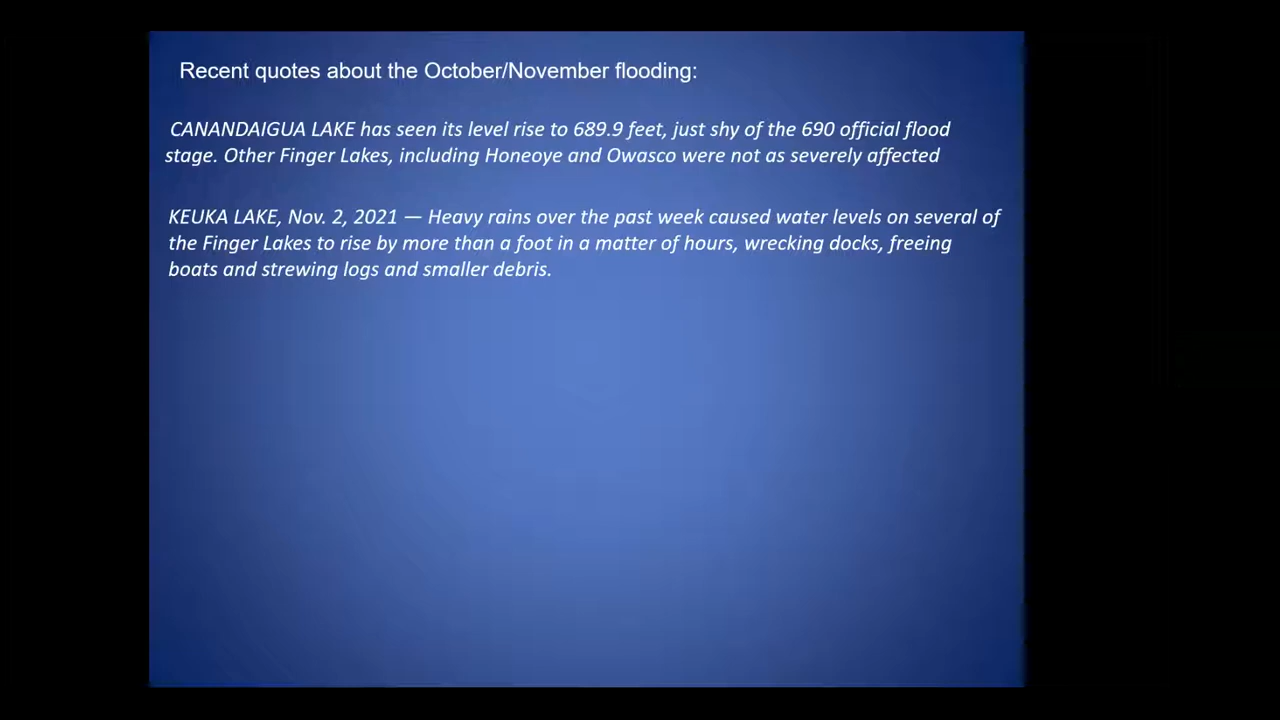 Recent quotes about the October/November flooding:
CANANDAIGUA LAKE has seen its level rise to 689.9 feet, just shy of the 690 official flood
stage. Other Finger Lakes, including Honeoye and Owasco were not as severely affected
KEUKA LAKE, Nov. 2, 2021 — Heavy rains over the past week caused water levels on several of
the Finger Lakes to rise by more than a foot in a matter of hours, wrecking docks, freeing
boats and strewing logs and smaller debris.